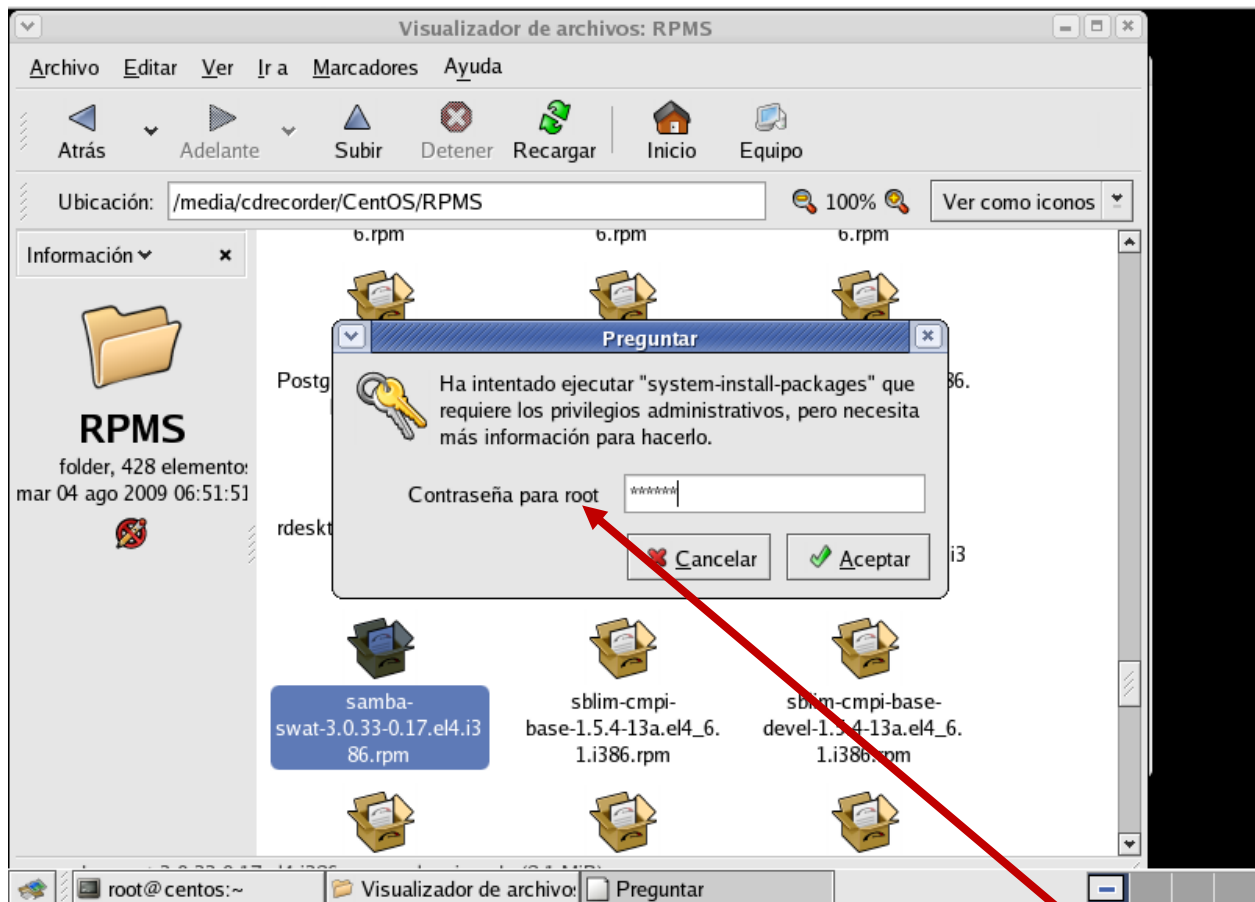 Visualizador de archivos: RPMS
Archivo Editar Ver Ir a Marcadores Ayuda
Atrás Adelante Subir Detener Recargar Inicio Equipo
Ubicación: /media/cdrecorder/CentOS/RPMS 100% Ver como iconos
Información
6.rpm 6.rpm 6.rpm
RPMS
folder, 428 elementos
mar 04 ago 2009 06:51:51
Postg 86.
rdeskt i3
Preguntar
Ha intentado ejecutar "system-install-packages" que
requiere los privilegios administrativos, pero necesita
más información para hacerlo.
Contraseña para root ******
Cancelar Aceptar
samba-
swat-3.0.33-0.17.el4.i3
86.rpm
sblim-cmpi-
base-1.5.4-13a.el4_6.
1.i386.rpm
sblim-cmpi-base-
devel-1.5.4-13a.el4_6.
1.i386.rpm
root@centos:~ Visualizador de archivos Preguntar